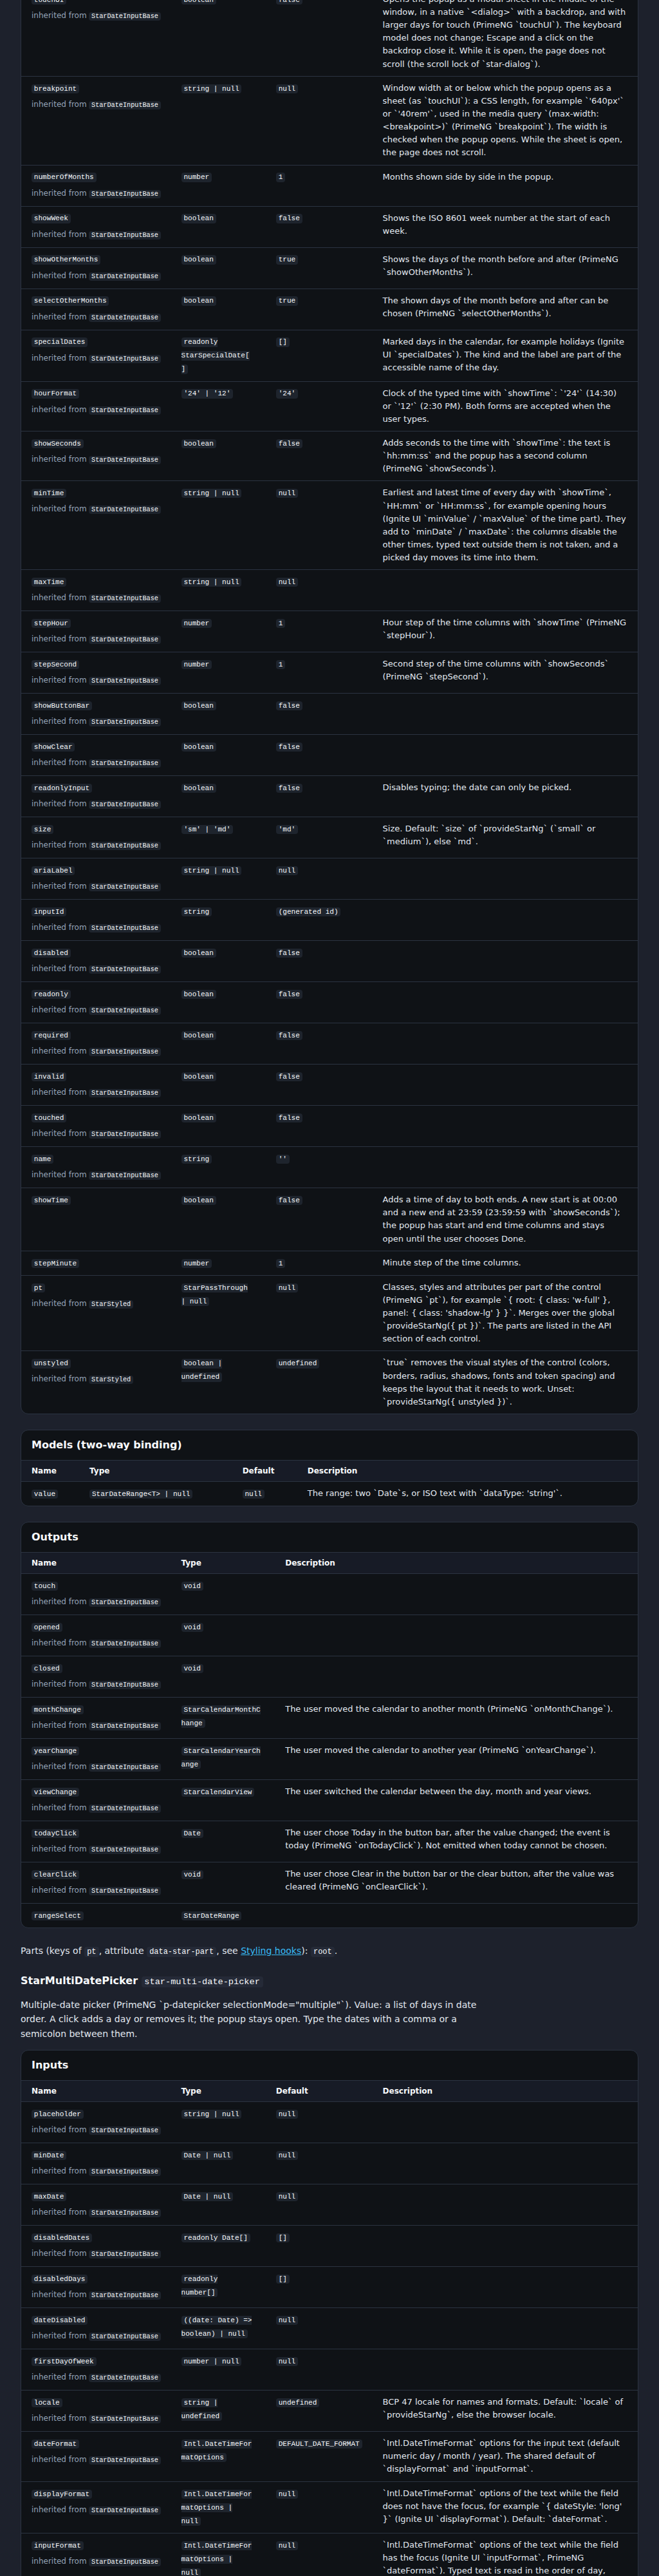 touchUi boolean false Opens the popup as a modal sheet in the middle of the
inherited from StarDateInputBase
window, in a native `<dialog>` with a backdrop, and with
larger days for touch (PrimeNG `touchUI`). The keyboard
model does not change; Escape and a click on the
backdrop close it. While it is open, the page does not
scroll (the scroll lock of `star-dialog`).
breakpoint string | null null Window width at or below which the popup opens as a
inherited from StarDateInputBase
sheet (as `touchUI`): a CSS length, for example `'640px'`
or `'40rem'`, used in the media query `(max-width:
<breakpoint>)` (PrimeNG `breakpoint`). The width is
checked when the popup opens. While the sheet is open,
the page does not scroll.
numberOfMonths number 1 Months shown side by side in the popup.
inherited from StarDateInputBase
showWeek boolean false Shows the ISO 8601 week number at the start of each
week.
inherited from StarDateInputBase
showOtherMonths boolean true Shows the days of the month before and after (PrimeNG
`showOtherMonths`).
inherited from StarDateInputBase
selectOtherMonths boolean true The shown days of the month before and after can be
chosen (PrimeNG `selectOtherMonths`).
inherited from StarDateInputBase
specialDates readonly [] Marked days in the calendar, for example holidays (Ignite
StarSpecialDate[ UI `specialDates`). The kind and the label are part of the
inherited from StarDateInputBase
] accessible name of the day.
hourFormat '24' | '12' '24' Clock of the typed time with `showTime`: `'24'` (14:30)
or `'12'` (2:30 PM). Both forms are accepted when the
inherited from StarDateInputBase
user types.
showSeconds boolean false Adds seconds to the time with `showTime`: the text is
`hh:mm:ss` and the popup has a second column
inherited from StarDateInputBase
(PrimeNG `showSeconds`).
minTime string | null null Earliest and latest time of every day with `showTime`,
`HH:mm` or `HH:mm:ss`, for example opening hours
inherited from StarDateInputBase
(Ignite UI `minValue` / `maxValue` of the time part). They
add to `minDate` / `maxDate`: the columns disable the
other times, typed text outside them is not taken, and a
picked day moves its time into them.
maxTime string | null null
inherited from StarDateInputBase
stepHour number 1 Hour step of the time columns with `showTime` (PrimeNG
`stepHour`).
inherited from StarDateInputBase
stepSecond number 1 Second step of the time columns with `showSeconds`
(PrimeNG `stepSecond`).
inherited from StarDateInputBase
showButtonBar boolean false
inherited from StarDateInputBase
showClear boolean false
inherited from StarDateInputBase
readonlyInput boolean false Disables typing; the date can only be picked.
inherited from StarDateInputBase
size 'sm' | 'md' 'md' Size. Default: `size` of `provideStarNg` (`small` or
`medium`), else `md`.
inherited from StarDateInputBase
ariaLabel string | null null
inherited from StarDateInputBase
inputId string (generated id)
inherited from StarDateInputBase
disabled boolean false
inherited from StarDateInputBase
readonly boolean false
inherited from StarDateInputBase
required boolean false
inherited from StarDateInputBase
invalid boolean false
inherited from StarDateInputBase
touched boolean false
inherited from StarDateInputBase
name string ''
inherited from StarDateInputBase
showTime boolean false Adds a time of day to both ends. A new start is at 00:00
and a new end at 23:59 (23:59:59 with `showSeconds`);
inherited from StarDateInputBase
the popup has start and end time columns and stays
open until the user chooses Done.
stepMinute number 1 Minute step of the time columns.
pt StarPassThrough null Classes, styles and attributes per part of the control
| null (PrimeNG `pt`), for example `{ root: { class: 'w-full' },
inherited from StarStyled
panel: { class: 'shadow-lg' } }`. Merges over the global
`provideStarNg({ pt })`. The parts are listed in the API
section of each control.
unstyled boolean | undefined `true` removes the visual styles of the control (colors,
undefined borders, radius, shadows, fonts and token spacing) and
inherited from StarStyled
keeps the layout that it needs to work. Unset:
`provideStarNg({ unstyled })`.
Models (two-way binding)
Name Type Default Description
value StarDateRange<T> | null null The range: two `Date`s, or ISO text with `dataType: 'string'`.
Outputs
Name Type Description
touch void
inherited from StarDateInputBase
opened void
inherited from StarDateInputBase
closed void
inherited from StarDateInputBase
monthChange StarCalendarMonthC The user moved the calendar to another month (PrimeNG `onMonthChange`).
hange
inherited from StarDateInputBase
yearChange StarCalendarYearCh The user moved the calendar to another year (PrimeNG `onYearChange`).
ange
inherited from StarDateInputBase
viewChange StarCalendarView The user switched the calendar between the day, month and year views.
inherited from StarDateInputBase
todayClick Date The user chose Today in the button bar, after the value changed; the event is
today (PrimeNG `onTodayClick`). Not emitted when today cannot be chosen.
inherited from StarDateInputBase
clearClick void The user chose Clear in the button bar or the clear button, after the value was
cleared (PrimeNG `onClearClick`).
inherited from StarDateInputBase
rangeSelect StarDateRange
Parts (keys of pt, attribute data-star-part, see Styling hooks): root.
StarMultiDatePicker star-multi-date-picker
Multiple-date picker (PrimeNG `p-datepicker selectionMode="multiple"`). Value: a list of days in date
order. A click adds a day or removes it; the popup stays open. Type the dates with a comma or a
semicolon between them.
Inputs
Name Type Default Description
placeholder string | null null
inherited from StarDateInputBase
minDate Date | null null
inherited from StarDateInputBase
maxDate Date | null null
inherited from StarDateInputBase
disabledDates readonly Date[] []
inherited from StarDateInputBase
disabledDays readonly []
number[]
inherited from StarDateInputBase
dateDisabled ((date: Date) => null
boolean) | null
inherited from StarDateInputBase
firstDayOfWeek number | null null
inherited from StarDateInputBase
locale string | undefined BCP 47 locale for names and formats. Default: `locale` of
undefined `provideStarNg`, else the browser locale.
inherited from StarDateInputBase
dateFormat Intl.DateTimeFor DEFAULT_DATE_FORMAT `Intl.DateTimeFormat` options for the input text (default
matOptions numeric day / month / year). The shared default of
inherited from StarDateInputBase
`displayFormat` and `inputFormat`.
displayFormat Intl.DateTimeFor null `Intl.DateTimeFormat` options of the text while the field
matOptions | does not have the focus, for example `{ dateStyle: 'long'
inherited from StarDateInputBase
null }` (Ignite UI `displayFormat`). Default: `dateFormat`.
inputFormat Intl.DateTimeFor null `Intl.DateTimeFormat` options of the text while the field
matOptions | has the focus (Ignite UI `inputFormat`, PrimeNG
inherited from StarDateInputBase
null `dateFormat`). Typed text is read in the order of day,